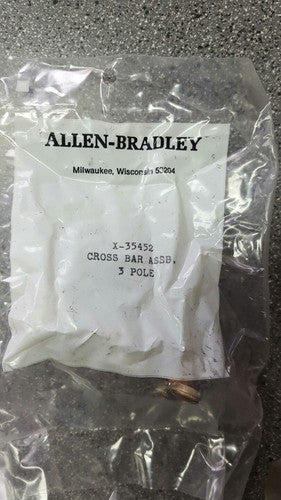 ALLEN-BRADLEY
Milwaukee, Wisconsin 53204
X-35452
CROSS BAR ASSB.
3 POLE